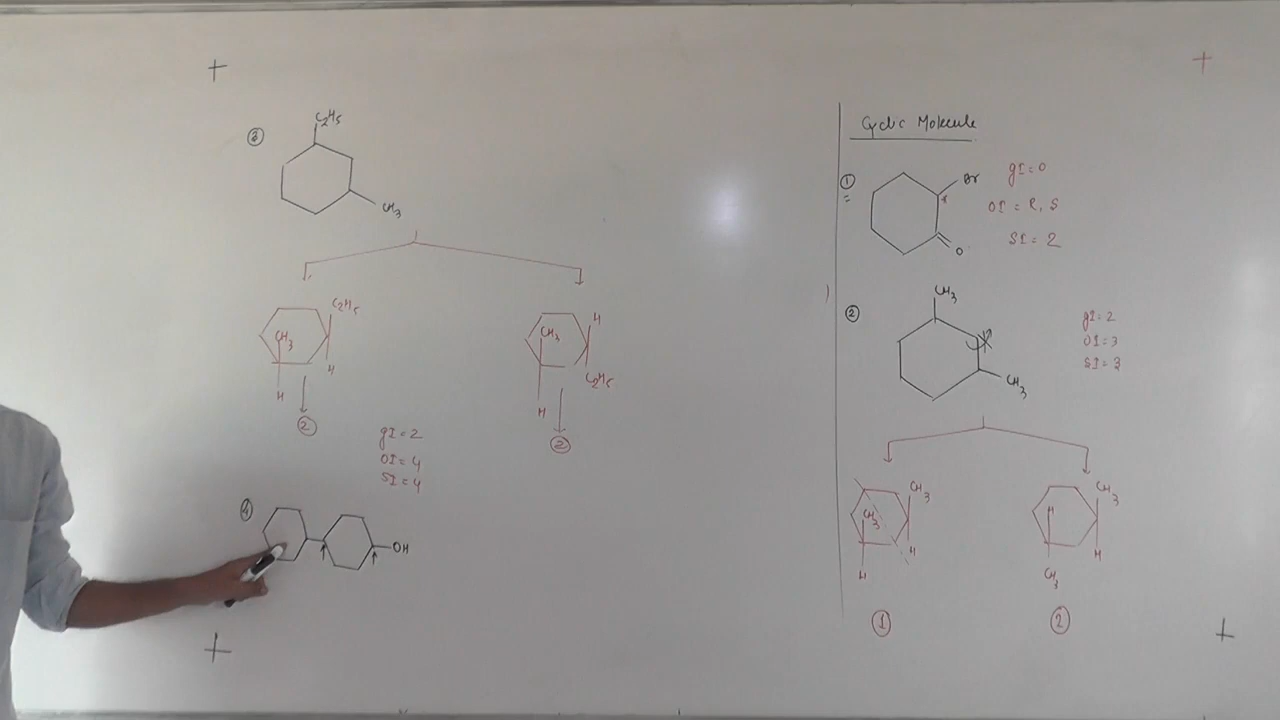 Cyclic Molecule
①
Br
*
O
gI = 0
OI = R, S
SI = 2
②
CH3
CH3
gI = 2
OI = 3
SI = 3
CH3
CH3
H
H
①
CH3
H
H
CH3
②
③
C2H5
CH3
C2H5
CH3
H
H
②
H
CH3
C2H5
H
②
gI = 2
OI = 4
SI = 4
④
OH